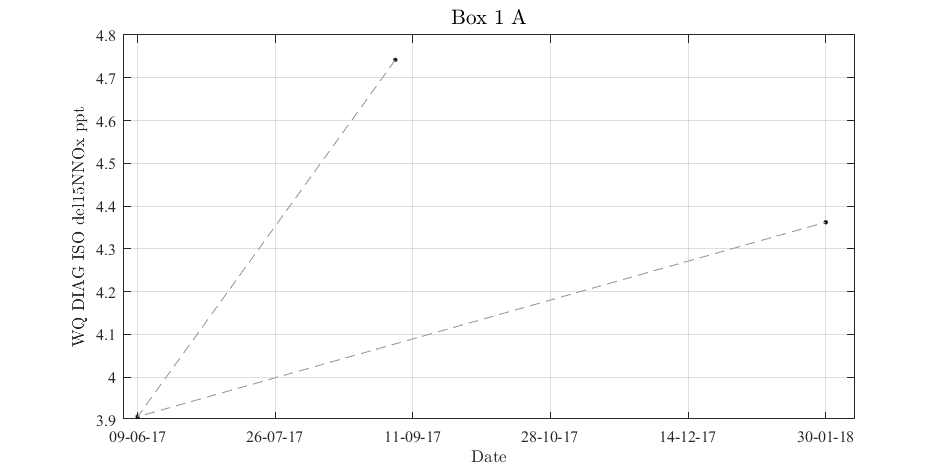 Box 1 A
4.8
4.7
4.6
4.5
4.4
4.3
4.2
4.1
4
3.9
WQ DIAG ISO del15NNOx ppt
09-06-17 26-07-17 11-09-17 28-10-17 14-12-17 30-01-18
Date